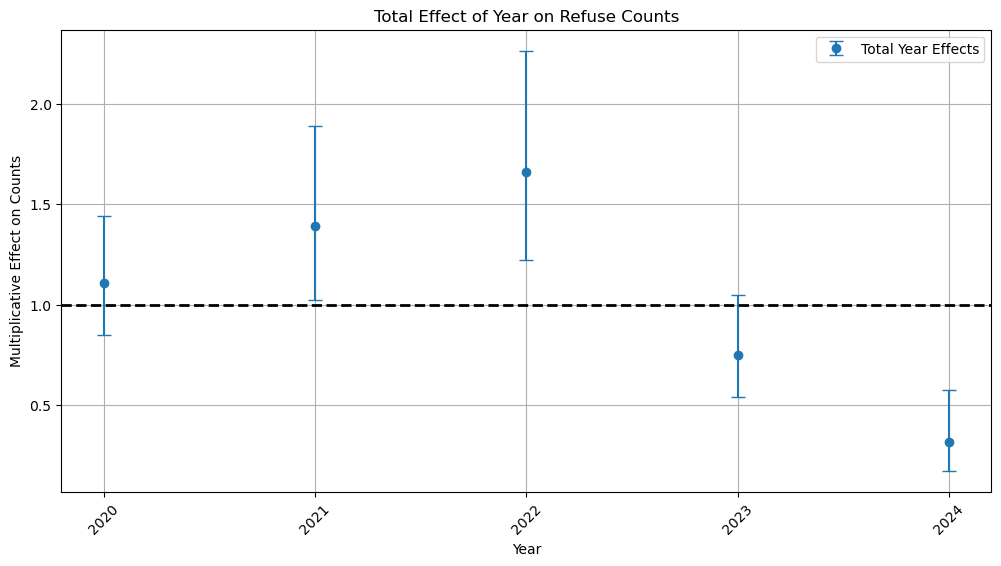 Total Effect of Year on Refuse Counts
Total Year Effects
Multiplicative Effect on Counts
2.0
1.5
1.0
0.5
2020
2021
2022
2023
2024
Year